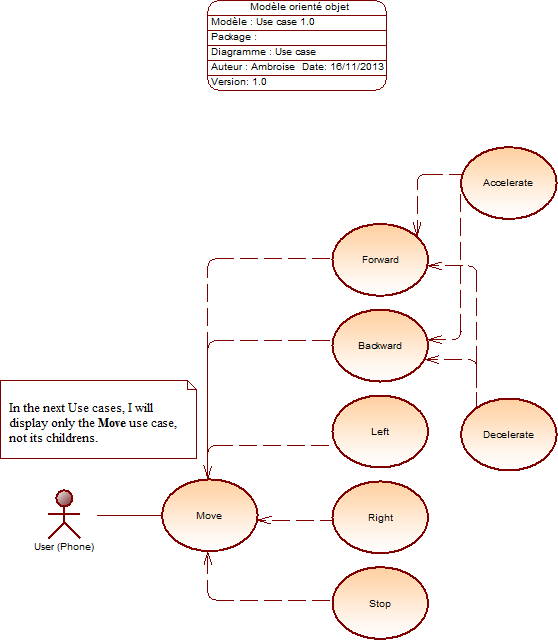 Modèle orienté objet
Modèle : Use case 1.0
Package :
Diagramme : Use case
Auteur : Ambroise Date: 16/11/2013
Version: 1.0
Accelerate
Forward
Backward
In the next Use cases, I will
display only the Move use case,
not its childrens.
Left
Decelerate
Move
Right
User (Phone)
Stop